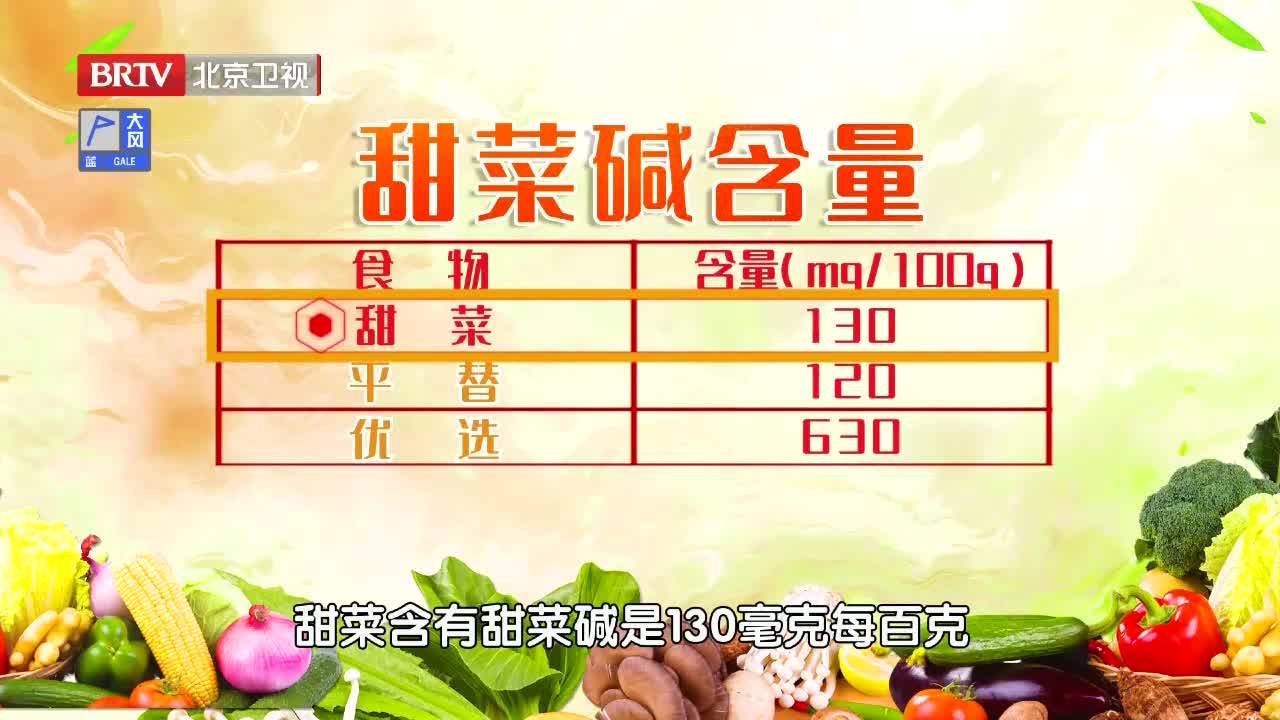 BRTV 北京卫视
大风
蓝 GALE
甜菜碱含量
食 物 含量(mg/100g)
甜 菜 130
平 替 120
优 选 630
甜菜含有甜菜碱是130毫克每百克